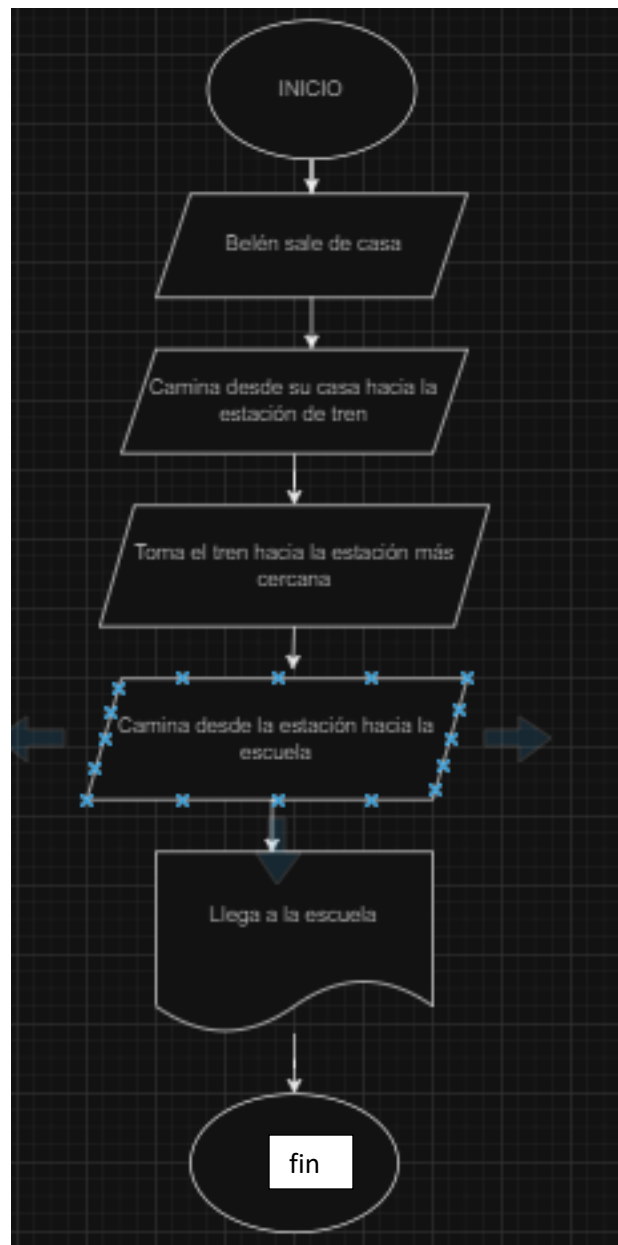 INICIO
Belén sale de casa
Camina desde su casa hacia la
estación de tren
Toma el tren hacia la estación más
cercana
Camina desde la estación hacia la
escuela
Llega a la escuela
fin